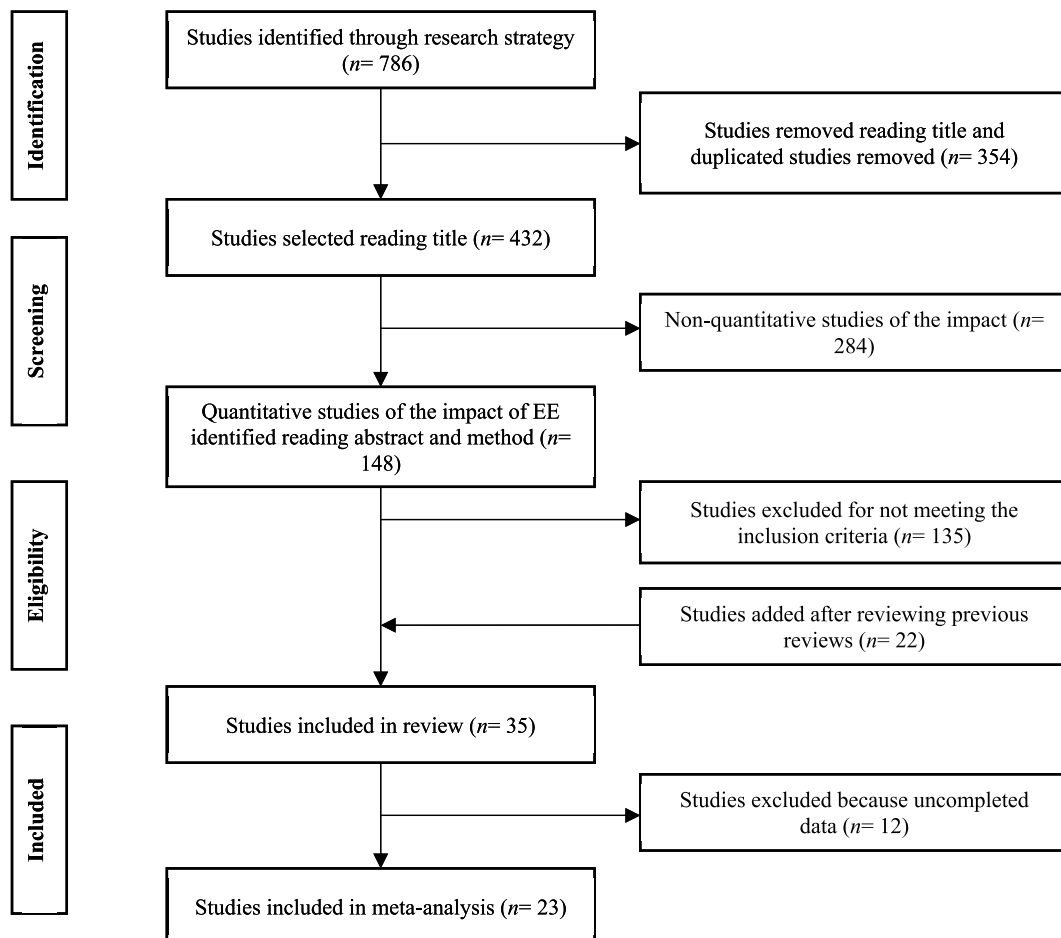 Identification
Studies identified through research strategy
(n= 786)
Studies removed reading title and
duplicated studies removed (n= 354)
Studies selected reading title (n= 432)
Screening
Non-quantitative studies of the impact (n=
284)
Quantitative studies of the impact of EE
identified reading abstract and method (n=
148)
Eligibility
Studies excluded for not meeting the
inclusion criteria (n= 135)
Studies added after reviewing previous
reviews (n= 22)
Studies included in review (n= 35)
Included
Studies excluded because uncompleted
data (n= 12)
Studies included in meta-analysis (n= 23)